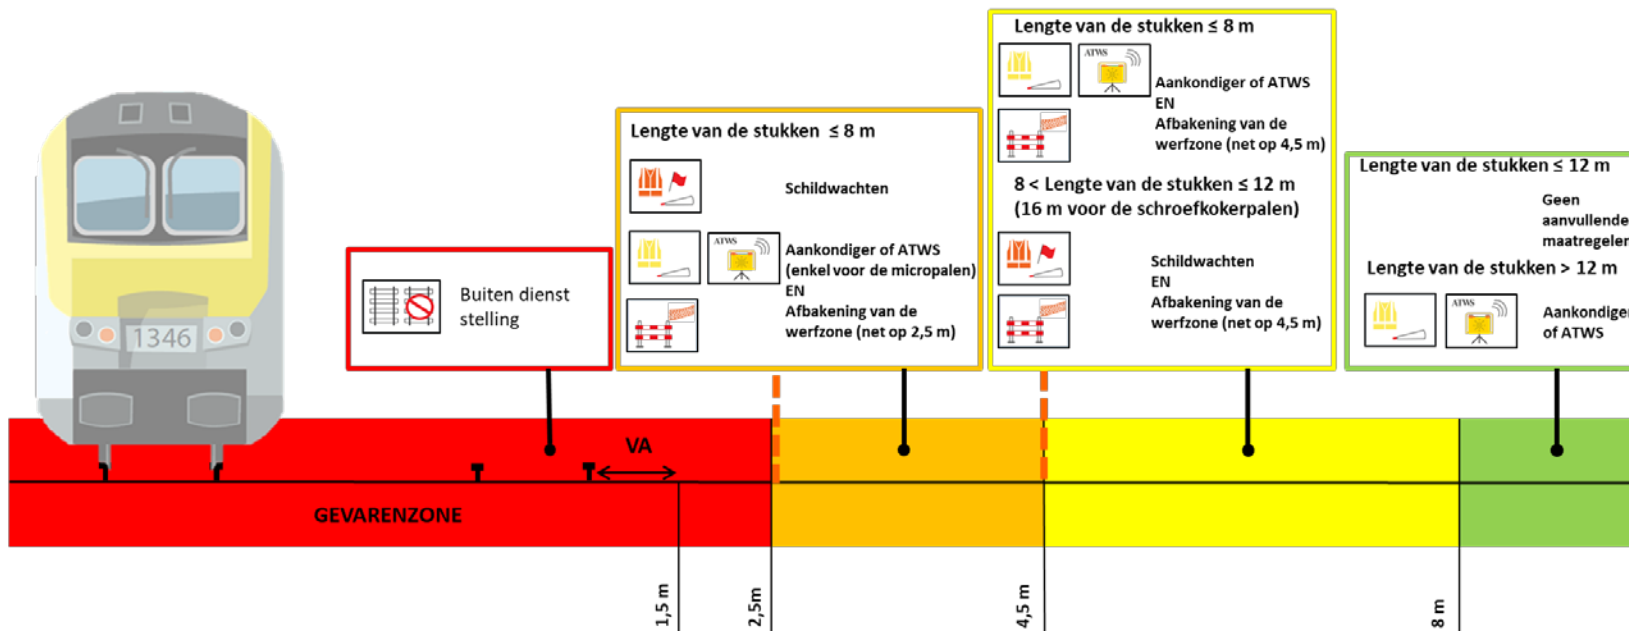 1346
Buiten dienst
stelling
Lengte van de stukken ≤ 8 m
Schildwachten
ATWS
Aankondiger of ATWS
(enkel voor de micropalen)
EN
Afbakening van de
werfzone (net op 2,5 m)
Lengte van de stukken ≤ 8 m
ATWS
Aankondiger of ATWS
EN
Afbakening van de
werfzone (net op 4,5 m)
8 < Lengte van de stukken ≤ 12 m
(16 m voor de schroefkokerpalen)
Schildwachten
EN
Afbakening van de
werfzone (net op 4,5 m)
Lengte van de stukken ≤ 12 m
Geen
aanvullende
maatregelen
Lengte van de stukken > 12 m
ATWS
Aankondiger
of ATWS
VA
GEVARENZONE
1,5 m
2,5m
4,5 m
8 m